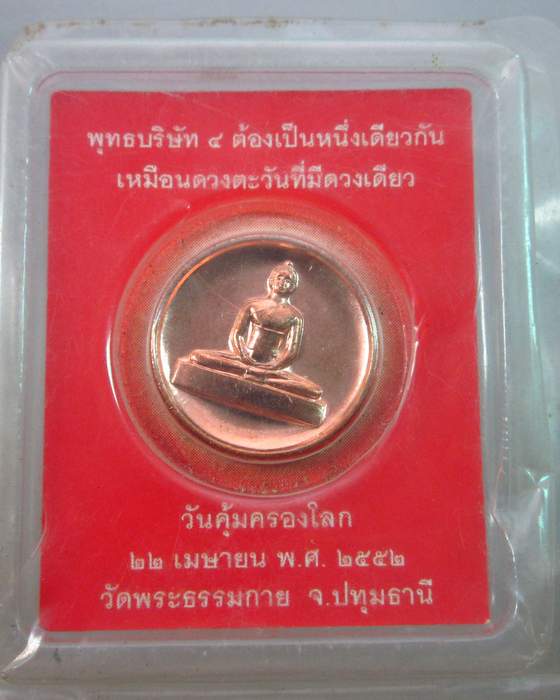 พุทธบริษัท ๔ ต้องเป็นหนึ่งเดียวกัน
เหมือนดวงตะวันที่มีดวงเดียว
วันคุ้มครองโลก
๒๒ เมษายน พ.ศ. ๒๕๕๒
วัดพระธรรมกาย จ.ปทุมธานี